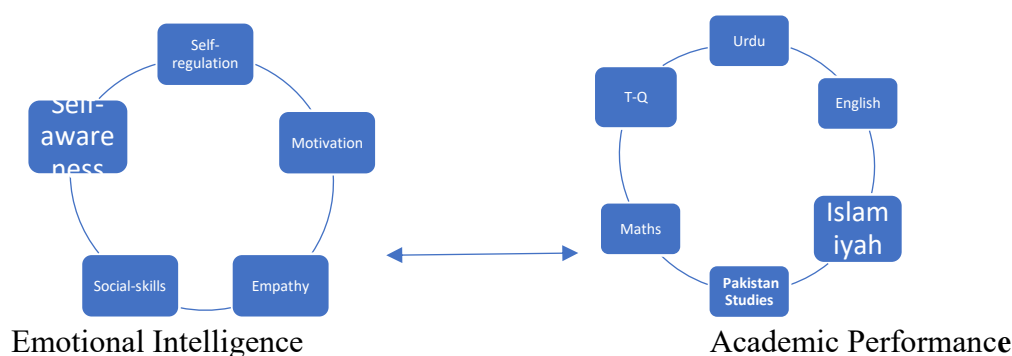 Self-
regulation
Motivation
Empathy
Social-skills
Self-
aware
ness
Emotional Intelligence
Urdu
English
Islam
iyah
Pakistan
Studies
Maths
T-Q
Academic Performance